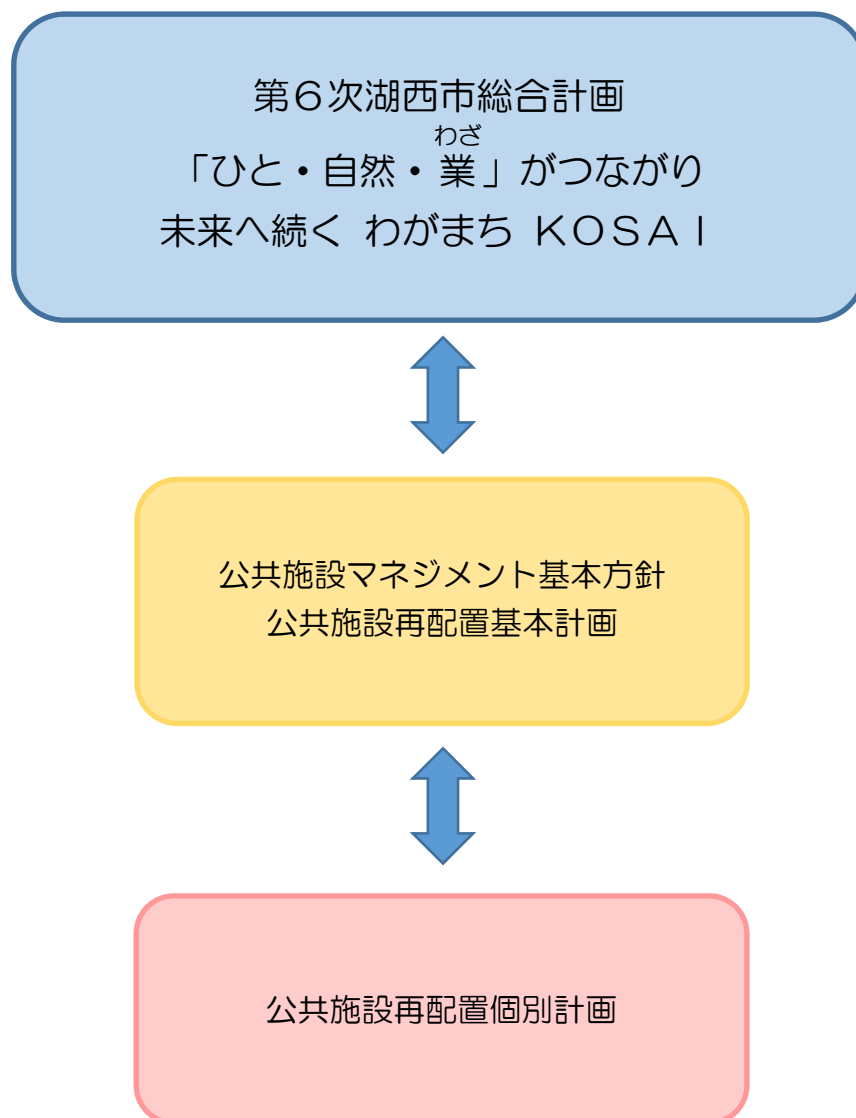 第６次湖西市総合計画
わざ
「ひと・自然・業」がつながり
未来へ続く わがまち ＫＯＳＡＩ
公共施設マネジメント基本方針
公共施設再配置基本計画
公共施設再配置個別計画